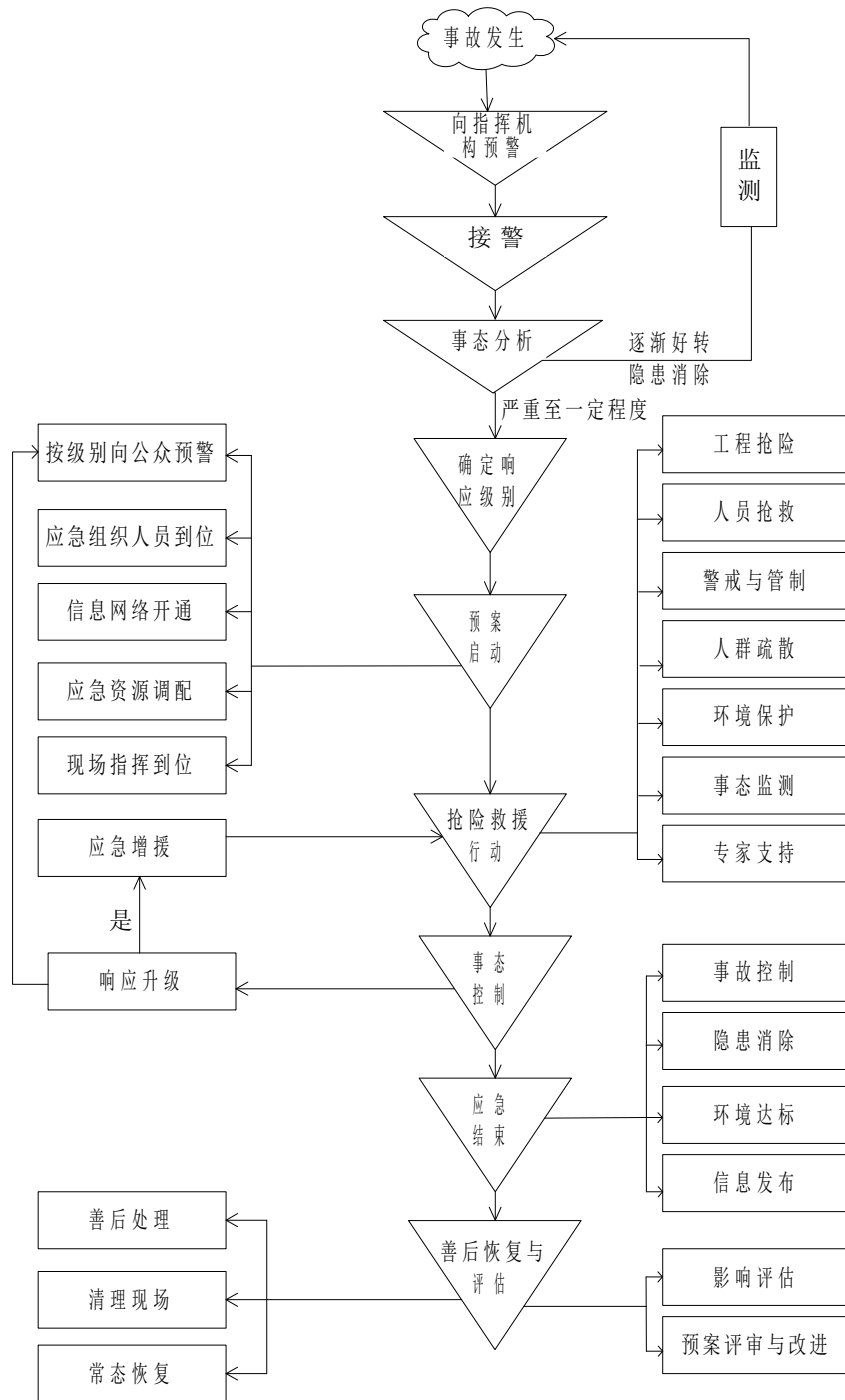 事故发生
向指挥机
构预警
监
测
接警
事态分析
逐渐好转
隐患消除
严重至一定程度
按级别向公众预警
应急组织人员到位
信息网络开通
应急资源调配
现场指挥到位
应急增援
是
响应升级
确定响
应级别
预案
启动
抢险救援
行动
工程抢险
人员抢救
警戒与管制
人群疏散
环境保护
事态监测
专家支持
事态
控制
应急
结束
事故控制
隐患消除
环境达标
信息发布
善后处理
清理现场
常态恢复
善后恢复与
评估
影响评估
预案评审与改进